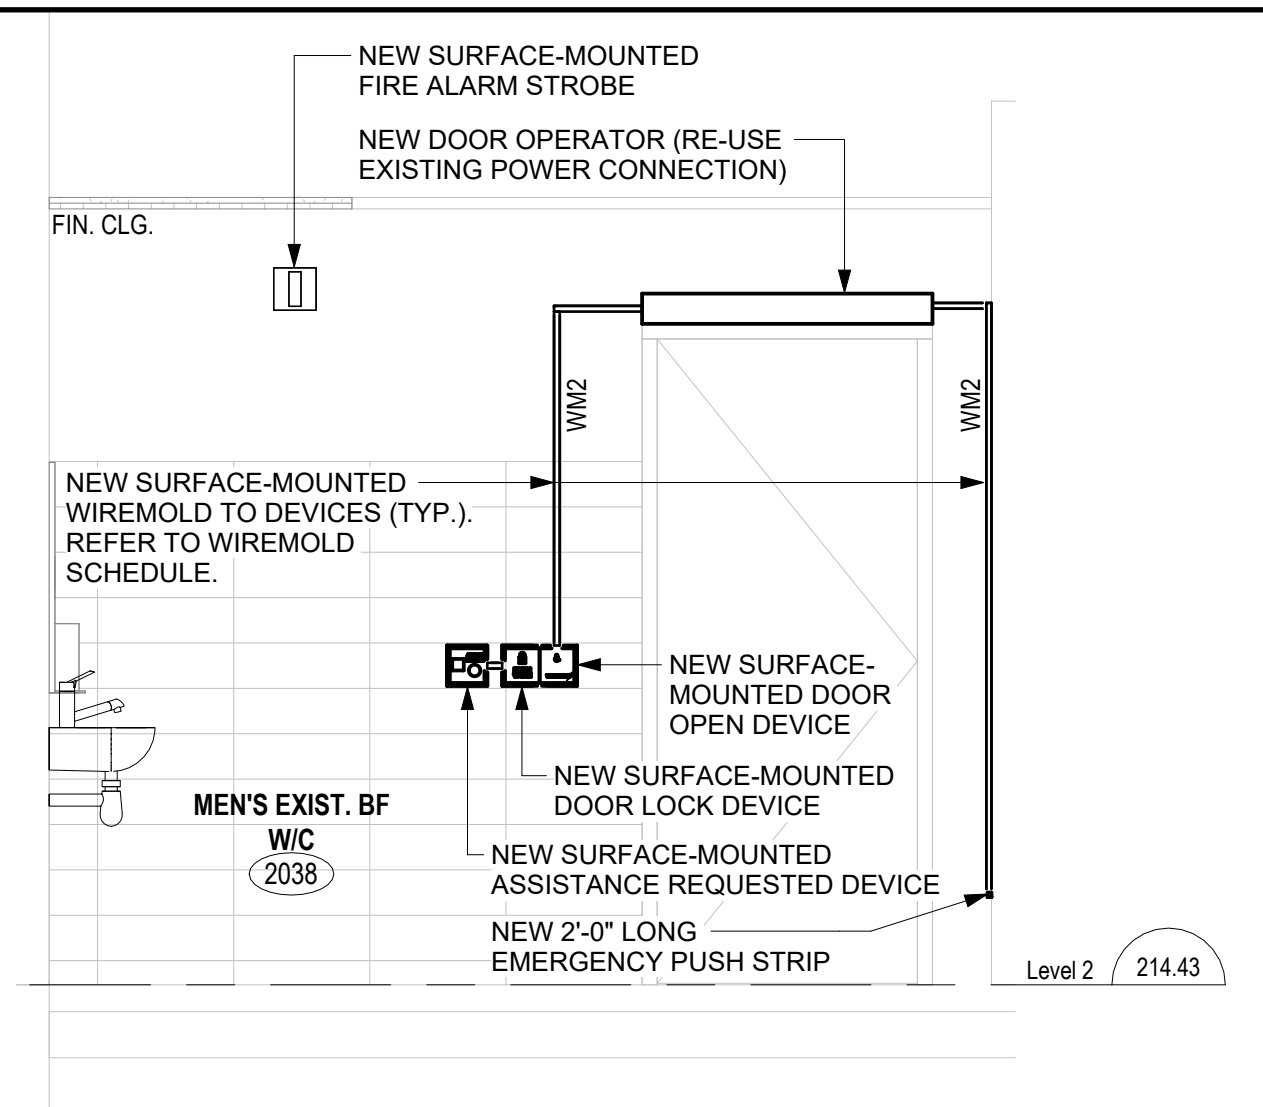 NEW SURFACE-MOUNTED
FIRE ALARM STROBE
NEW DOOR OPERATOR (RE-USE
EXISTING POWER CONNECTION)
FIN. CLG.
WM2
WM2
NEW SURFACE-MOUNTED
WIREMOLD TO DEVICES (TYP.).
REFER TO WIREMOLD
SCHEDULE.
NEW SURFACE-
MOUNTED DOOR
OPEN DEVICE
NEW SURFACE-MOUNTED
DOOR LOCK DEVICE
MEN'S EXIST. BF
W/C
2038
NEW SURFACE-MOUNTED
ASSISTANCE REQUESTED DEVICE
NEW 2'-0" LONG
EMERGENCY PUSH STRIP
Level 2
214.43